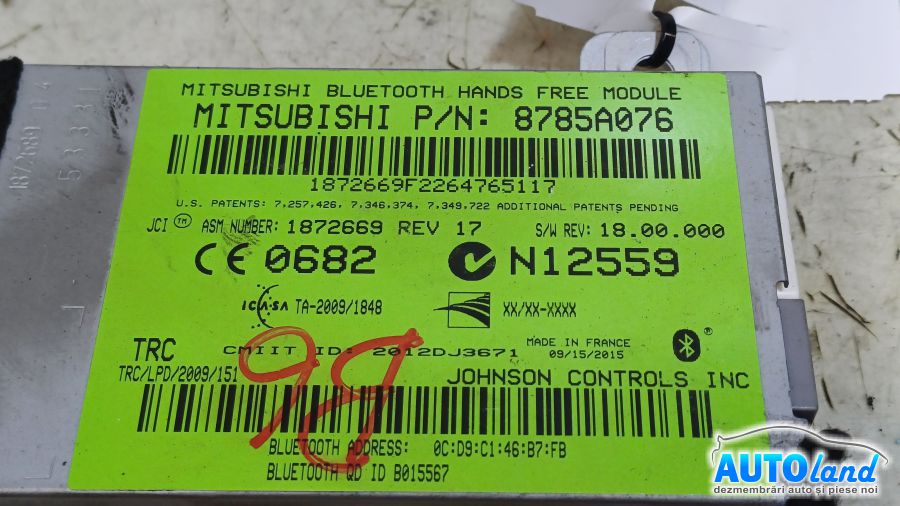 MITSUBISHI BLUETOOTH HANDS FREE MODULE
MITSUBISHI P/N: 8785A076
1872669F2264765117
U.S. PATENTS: 7,257,426, 7,346,374, 7,349,722 ADDITIONAL PATENTS PENDING
JCI™ ASM NUMBER: 1872669 REV 17 S/W REV: 18.00.000
CE 0682 N12559
ICASA TA-2009/1848 XX/XX-XXXX
TRC CMIIT ID: 2012DJ3671 MADE IN FRANCE
09/15/2015
TRC/LPD/2009/151 JOHNSON CONTROLS INC
98
BLUETOOTH ADDRESS: 0C:D9:C1:46:B7:FB
BLUETOOTH QD ID B015567
AUTOland
dezmembrări auto și piese noi